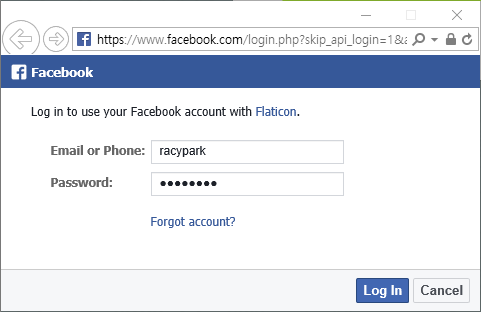 https://www.facebook.com/login.php?skip_api_login=1&a
Facebook
Log in to use your Facebook account with Flaticon.
Email or Phone: racypark
Password: ●●●●●●●●
Forgot account?
Log In Cancel